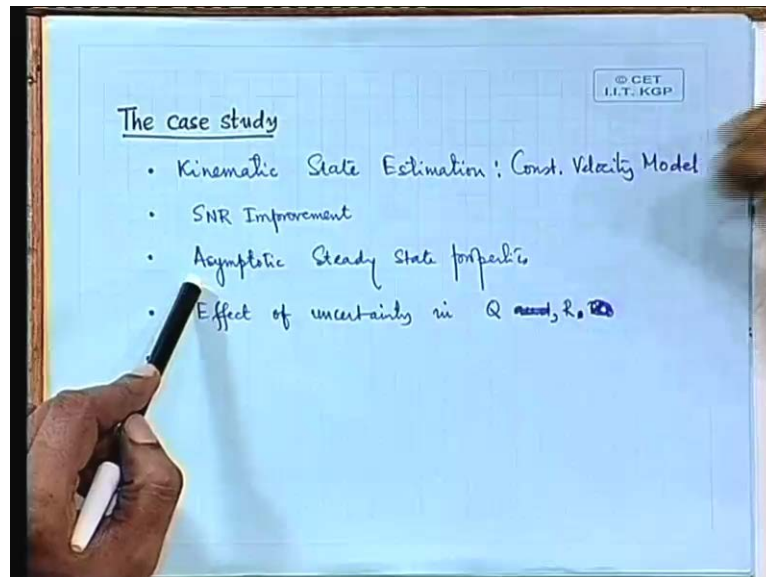 © CET
I.I.T. KGP
The case study
• Kinematic State Estimation : Const. Velocity Model
• SNR Improvement
• Asymptotic Steady State properties
• Effect of uncertainty in Q , R.